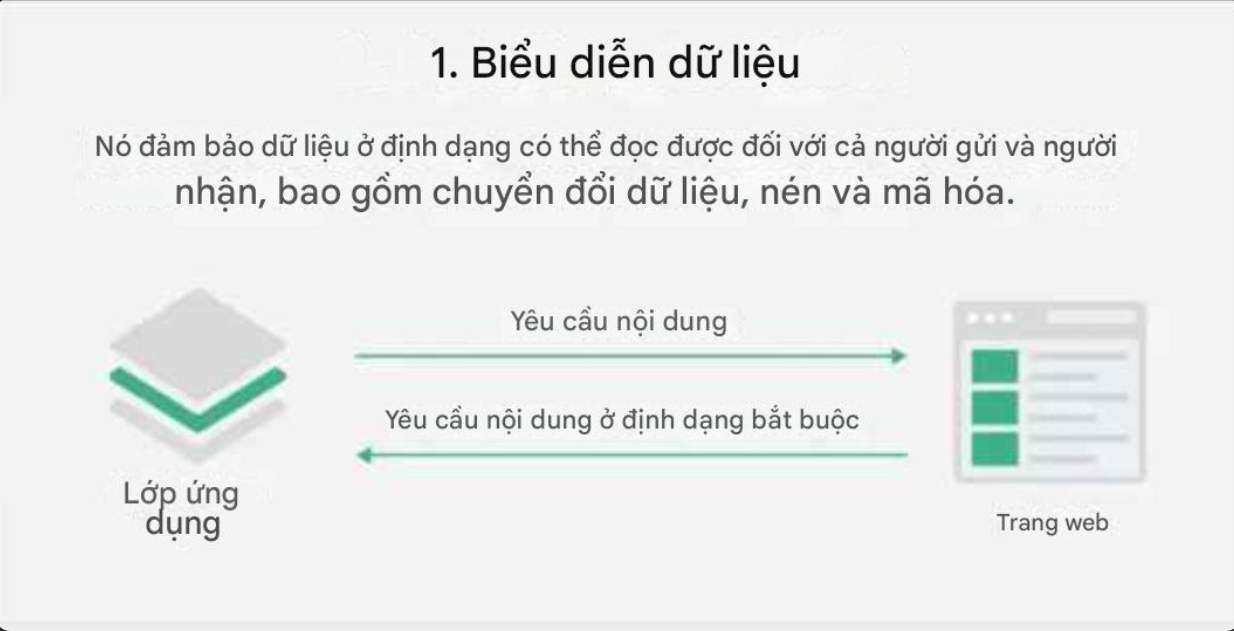 1. Biểu diễn dữ liệu
Nó đảm bảo dữ liệu ở định dạng có thể đọc được đối với cả người gửi và người
nhận, bao gồm chuyển đổi dữ liệu, nén và mã hóa.
Yêu cầu nội dung
Yêu cầu nội dung ở định dạng bắt buộc
Lớp ứng
dụng
Trang web